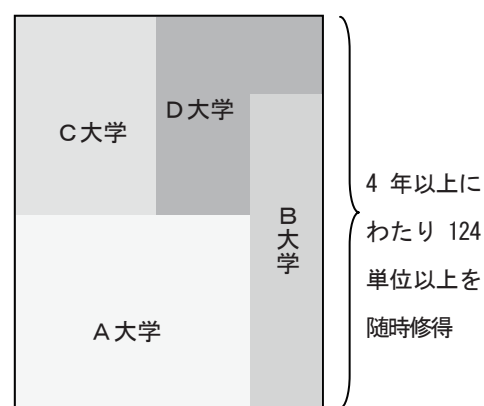 C大学
D大学
B大学
A大学
4 年以上に
わたり 124
単位以上を
随時修得